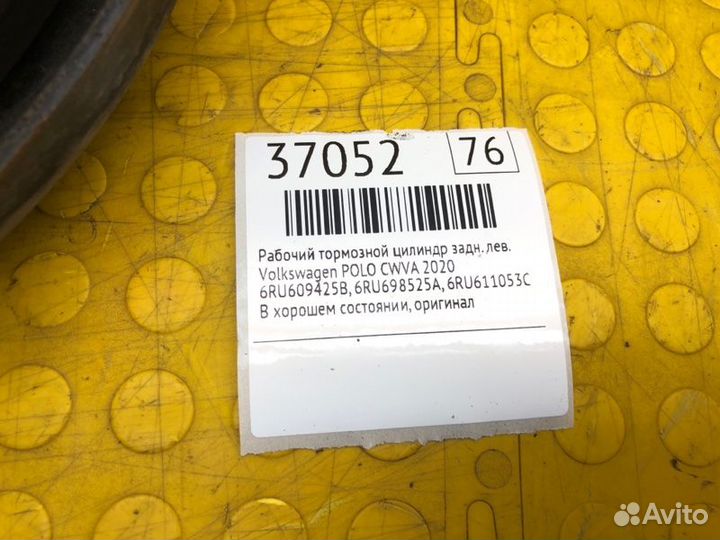 37052 76
Рабочий тормозной цилиндр задн. лев.
Volkswagen POLO CWVA 2020
6RU609425B, 6RU698525A, 6RU611053C
В хорошем состоянии, оригинал
Avito